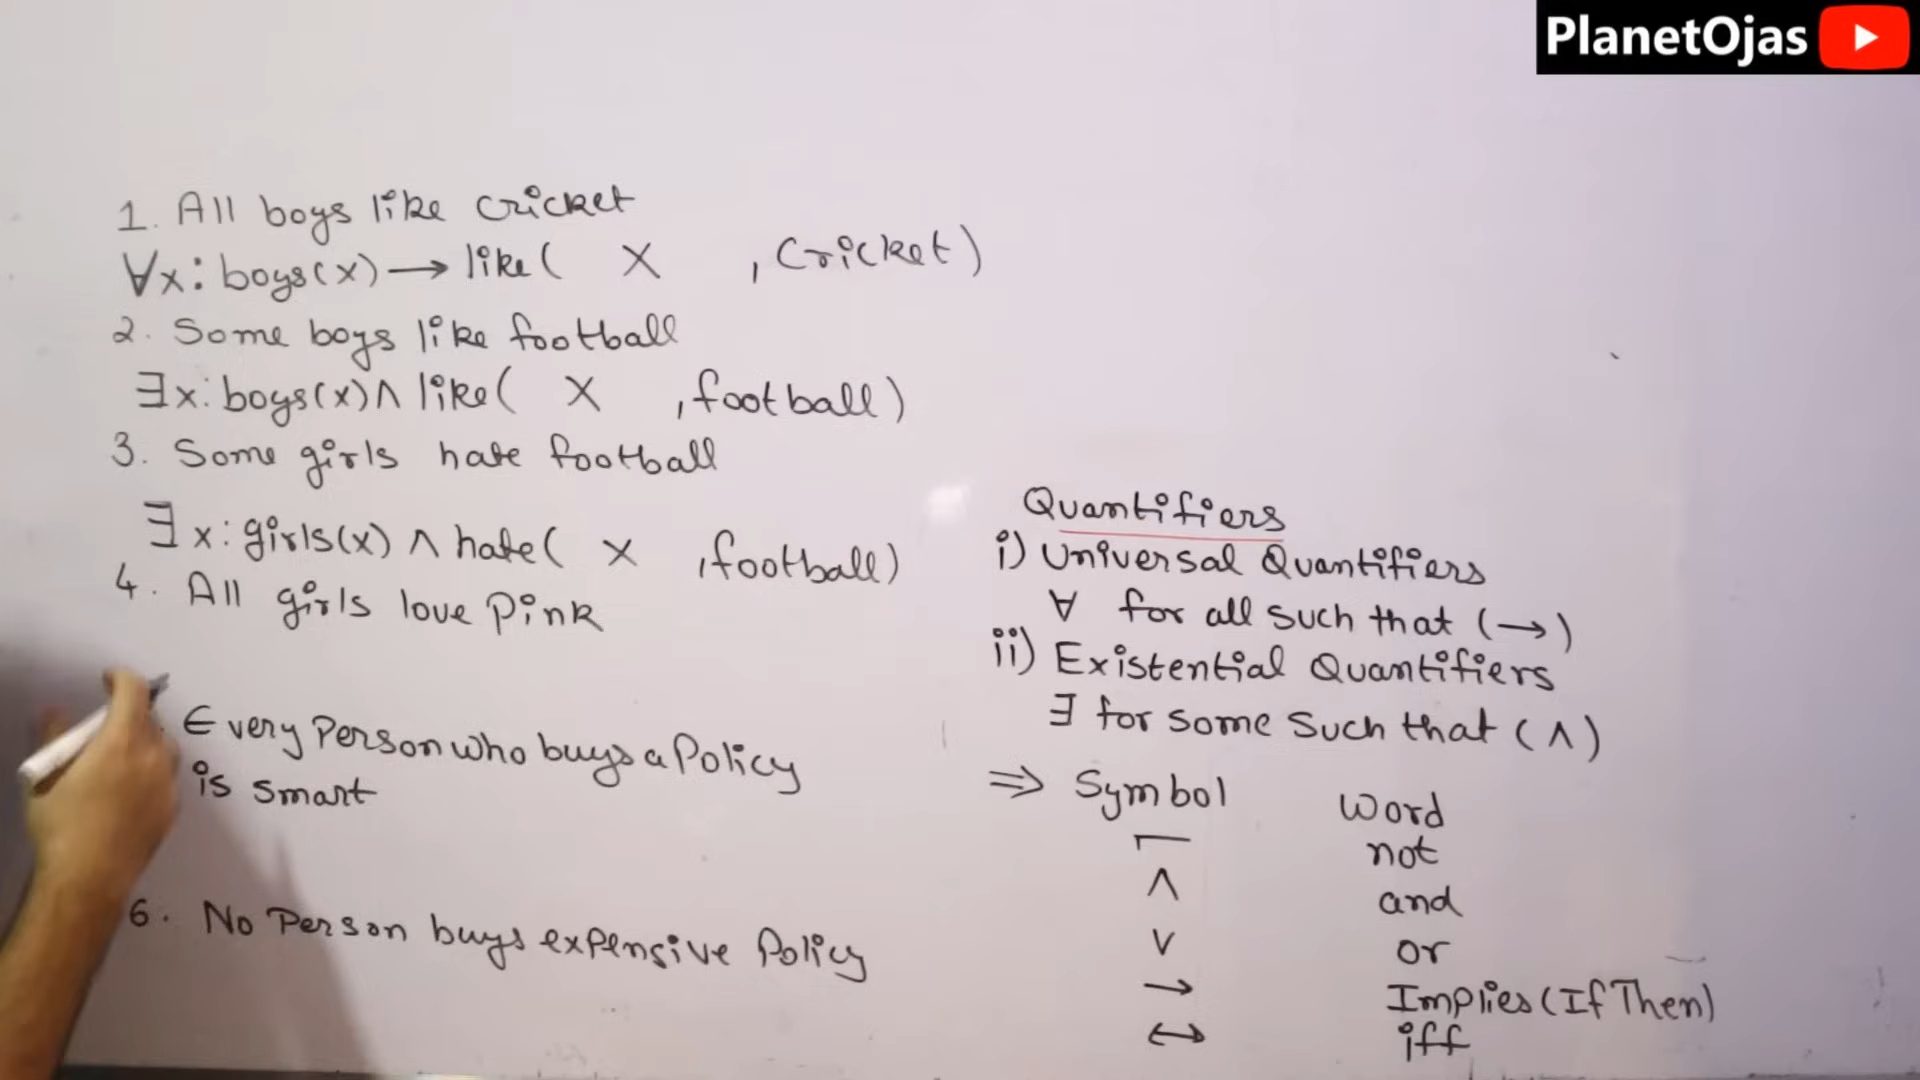 PlanetOjas
1. All boys like cricket
∀x: boys(x) → like( X , Cricket)
2. Some boys like football
∃x: boys(x) ∧ like( X , football)
3. Some girls hate football
∃x: girls(x) ∧ hate( x , football)
4. All girls love Pink
Every Person who buys a Policy
is smart
6. No Person buys expensive Policy
Quantifiers
i) Universal Quantifiers
∀ for all such that (→)
ii) Existential Quantifiers
∃ for some such that (∧)
⇒ Symbol Word
¬ not
∧ and
∨ or
→ Implies (If Then)
↔ iff